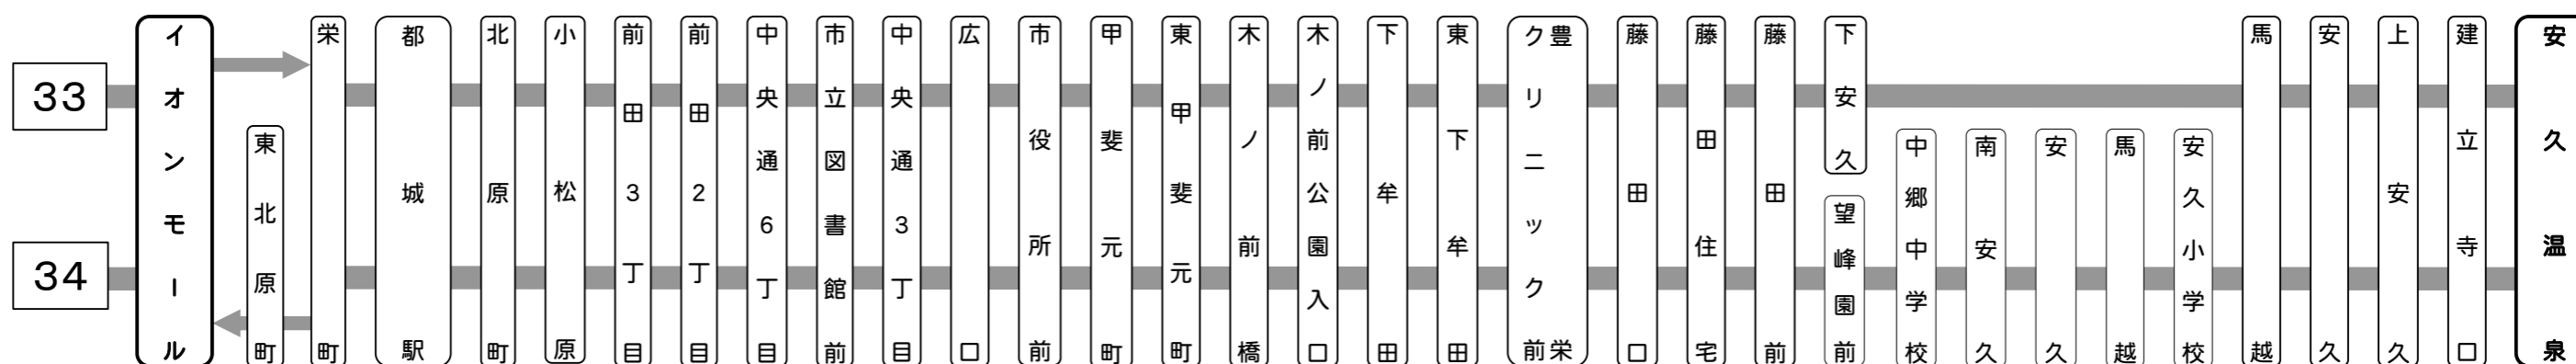 33
34
イオンモール
東北原町
栄町
都城駅
北原町
小松原
前田3丁目
前田2丁目
中央通6丁目
市立図書館前
中央通3丁目
広口
市役所前
甲斐元町
東甲斐元町
木ノ前橋
木ノ前公園入口
下牟田
東下牟田
豊栄
クリニック前
藤田口
藤田住宅
藤田前
下安久
望峰園前
中郷中学校
南安久
安久
馬越
安久小学校
馬越
安久
上安久
建立寺口
安久温泉